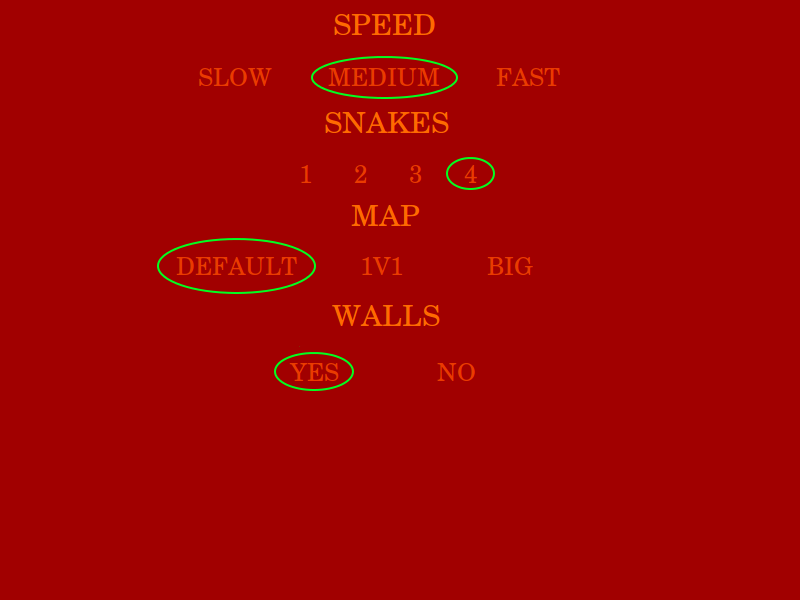 SPEED
SLOW MEDIUM FAST
SNAKES
1 2 3 4
MAP
DEFAULT 1V1 BIG
WALLS
YES NO